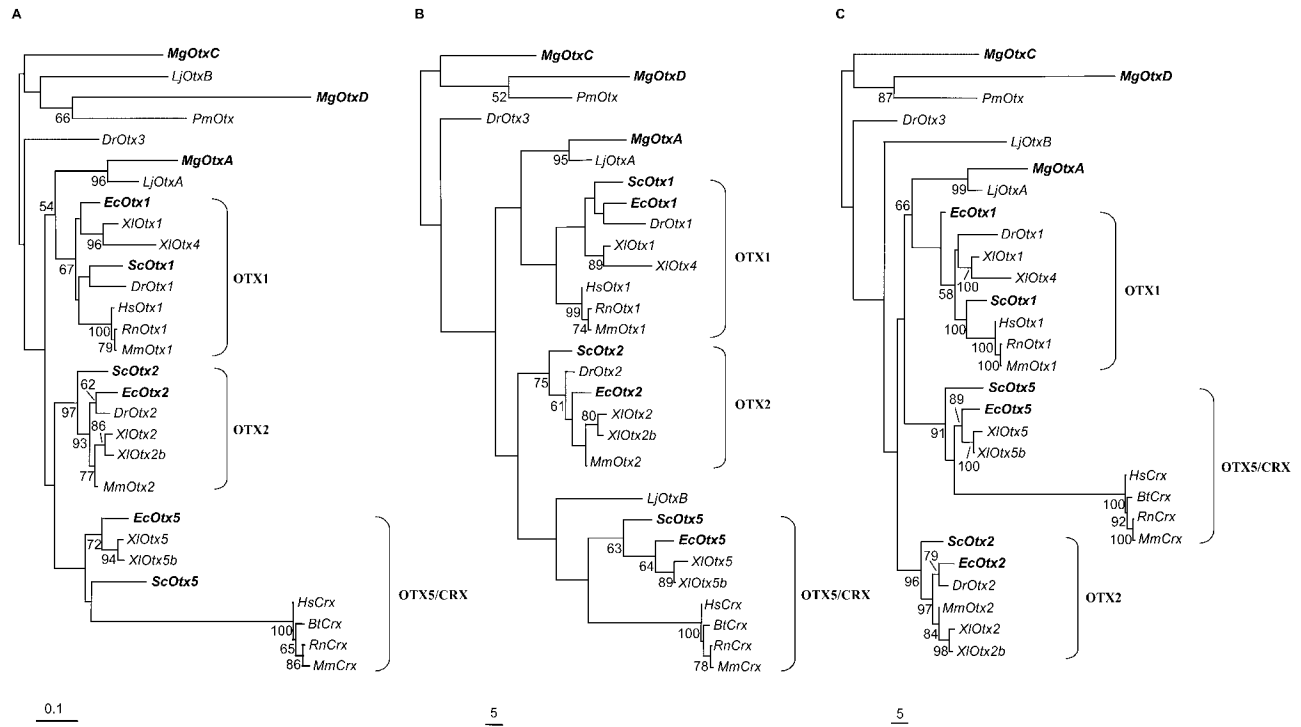 A
MgOtxC
LjOtxB
MgOtxD
66
PmOtx
DrOtx3
MgOtxA
96
LjOtxA
54
EcOtx1
XlOtx1
96
XlOtx4
67
ScOtx1
DrOtx1
HsOtx1
100
RnOtx1
79
MmOtx1
OTX1
ScOtx2
62
EcOtx2
97
DrOtx2
86
XlOtx2
93
XlOtx2b
77
MmOtx2
OTX2
EcOtx5
72
XlOtx5
94
XlOtx5b
ScOtx5
HsCrx
100
BtCrx
65
RnCrx
86
MmCrx
OTX5/CRX
0.1
B
MgOtxC
MgOtxD
52
PmOtx
DrOtx3
MgOtxA
95
LjOtxA
ScOtx1
EcOtx1
DrOtx1
XlOtx1
89
XlOtx4
HsOtx1
99
RnOtx1
74
MmOtx1
OTX1
ScOtx2
75
DrOtx2
EcOtx2
61
80
XlOtx2
XlOtx2b
MmOtx2
OTX2
LjOtxB
ScOtx5
63
EcOtx5
64
XlOtx5
89
XlOtx5b
HsCrx
100
BtCrx
RnCrx
78
MmCrx
OTX5/CRX
5
C
MgOtxC
MgOtxD
87
PmOtx
DrOtx3
LjOtxB
MgOtxA
99
LjOtxA
66
EcOtx1
DrOtx1
XlOtx1
100
XlOtx4
58
ScOtx1
100
HsOtx1
100
RnOtx1
100
MmOtx1
OTX1
ScOtx5
89
EcOtx5
91
XlOtx5
XlOtx5b
100
HsCrx
100
BtCrx
92
RnCrx
100
MmCrx
OTX5/CRX
ScOtx2
79
EcOtx2
96
DrOtx2
97
MmOtx2
84
XlOtx2
98
XlOtx2b
OTX2
5